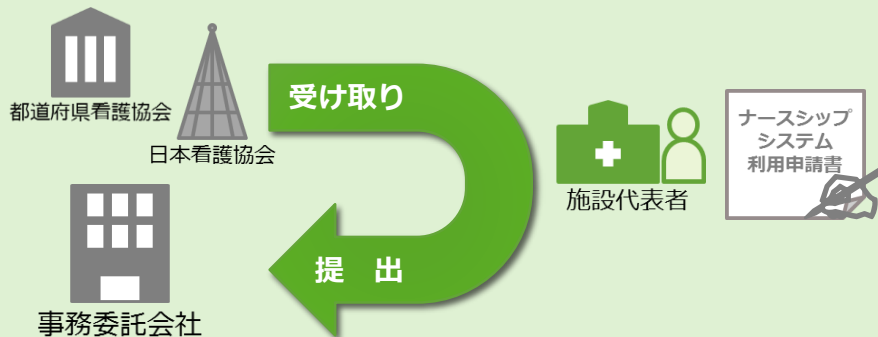 都道府県看護協会
日本看護協会
受け取り
施設代表者
ナースシップ
システム
利用申請書
提　出
事務委託会社